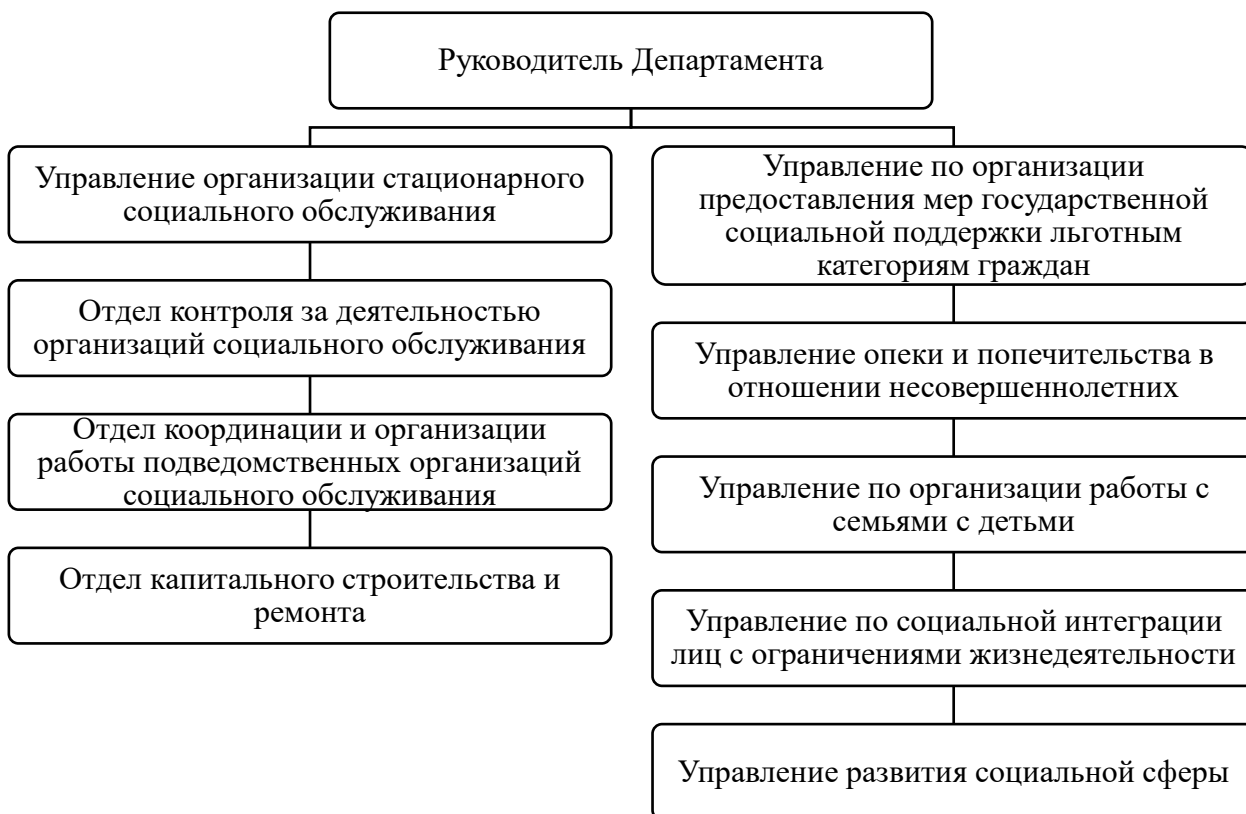 Руководитель Департамента
Управление организации стационарного
социального обслуживания
Отдел контроля за деятельностью
организаций социального обслуживания
Отдел координации и организации
работы подведомственных организаций
социального обслуживания
Отдел капитального строительства и
ремонта
Управление по организации
предоставления мер государственной
социальной поддержки льготным
категориям граждан
Управление опеки и попечительства в
отношении несовершеннолетних
Управление по организации работы с
семьями с детьми
Управление по социальной интеграции
лиц с ограничениями жизнедеятельности
Управление развития социальной сферы